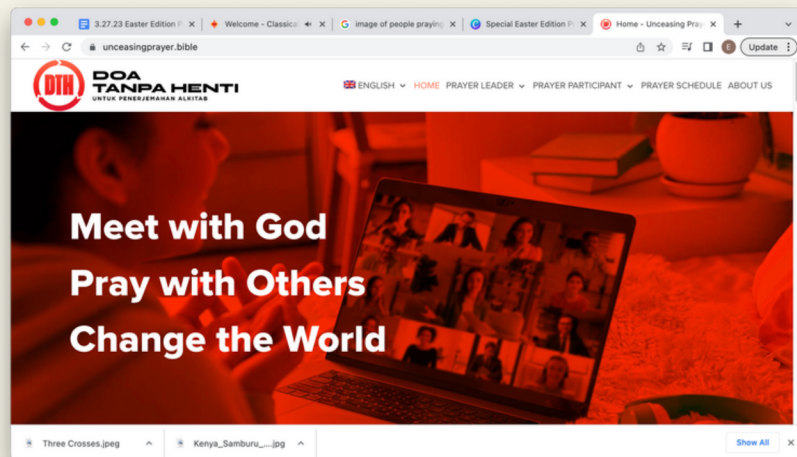 3.27.23 Easter Edition P
Welcome - Classical
image of people praying
Special Easter Edition P
Home - Unceasing Pray
unceasingprayer.bible
E
Update
DTH
DOA
TANPA HENTI
UNTUK PENERJEMAHAN ALKITAB
ENGLISH
HOME
PRAYER LEADER
PRAYER PARTICIPANT
PRAYER SCHEDULE
ABOUT US
Meet with God
Pray with Others
Change the World
Three Crosses.jpeg
Kenya_Samburu_....jpg
Show All